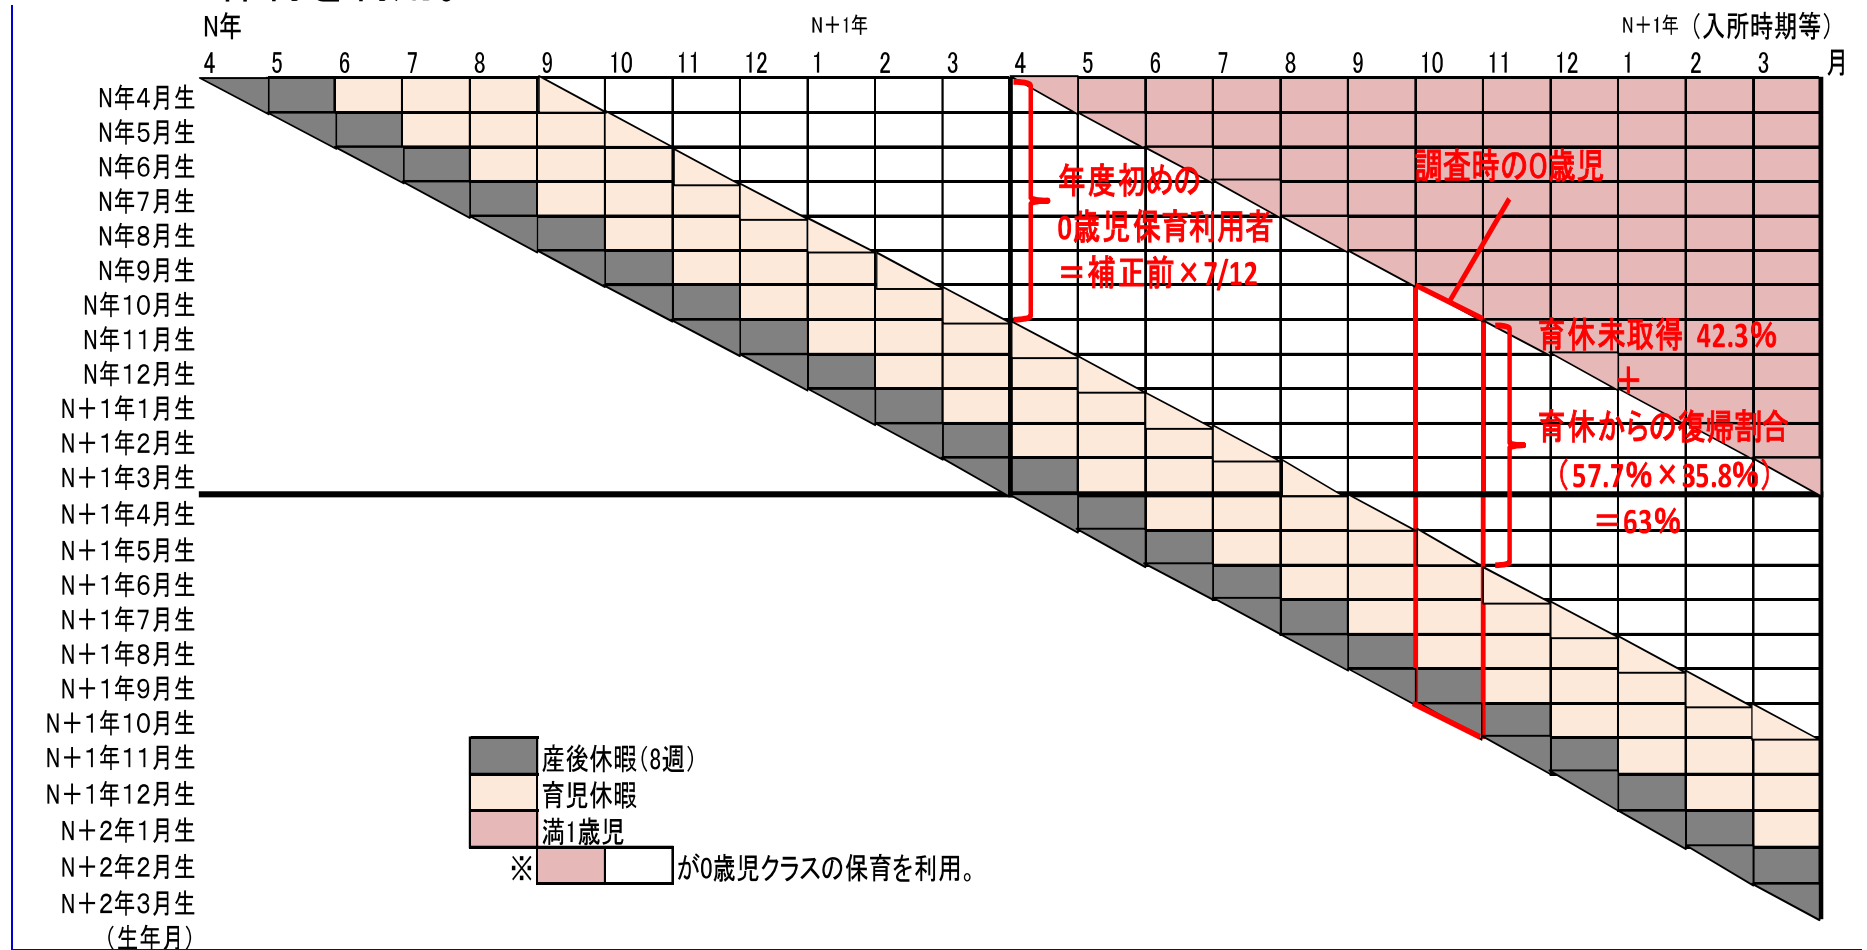 N年
N+1年
N+1年（入所時期等）
4 5 6 7 8 9 10 11 12 1 2 3 4 5 6 7 8 9 10 11 12 1 2 3 月
N年4月生
N年5月生
N年6月生
N年7月生
N年8月生
N年9月生
N年10月生
N年11月生
N年12月生
N+1年1月生
N+1年2月生
N+1年3月生
N+1年4月生
N+1年5月生
N+1年6月生
N+1年7月生
N+1年8月生
N+1年9月生
N+1年10月生
N+1年11月生
N+1年12月生
N+2年1月生
N+2年2月生
N+2年3月生
（生年月）
年度初めの
0歳児保育利用者
＝補正前×7/12
調査時の0歳児
育休未取得 42.3%
＋
育休からの復帰割合
（57.7%×35.8%）
＝63%
産後休暇（8週）
育児休暇
満1歳児
※ が0歳児クラスの保育を利用。